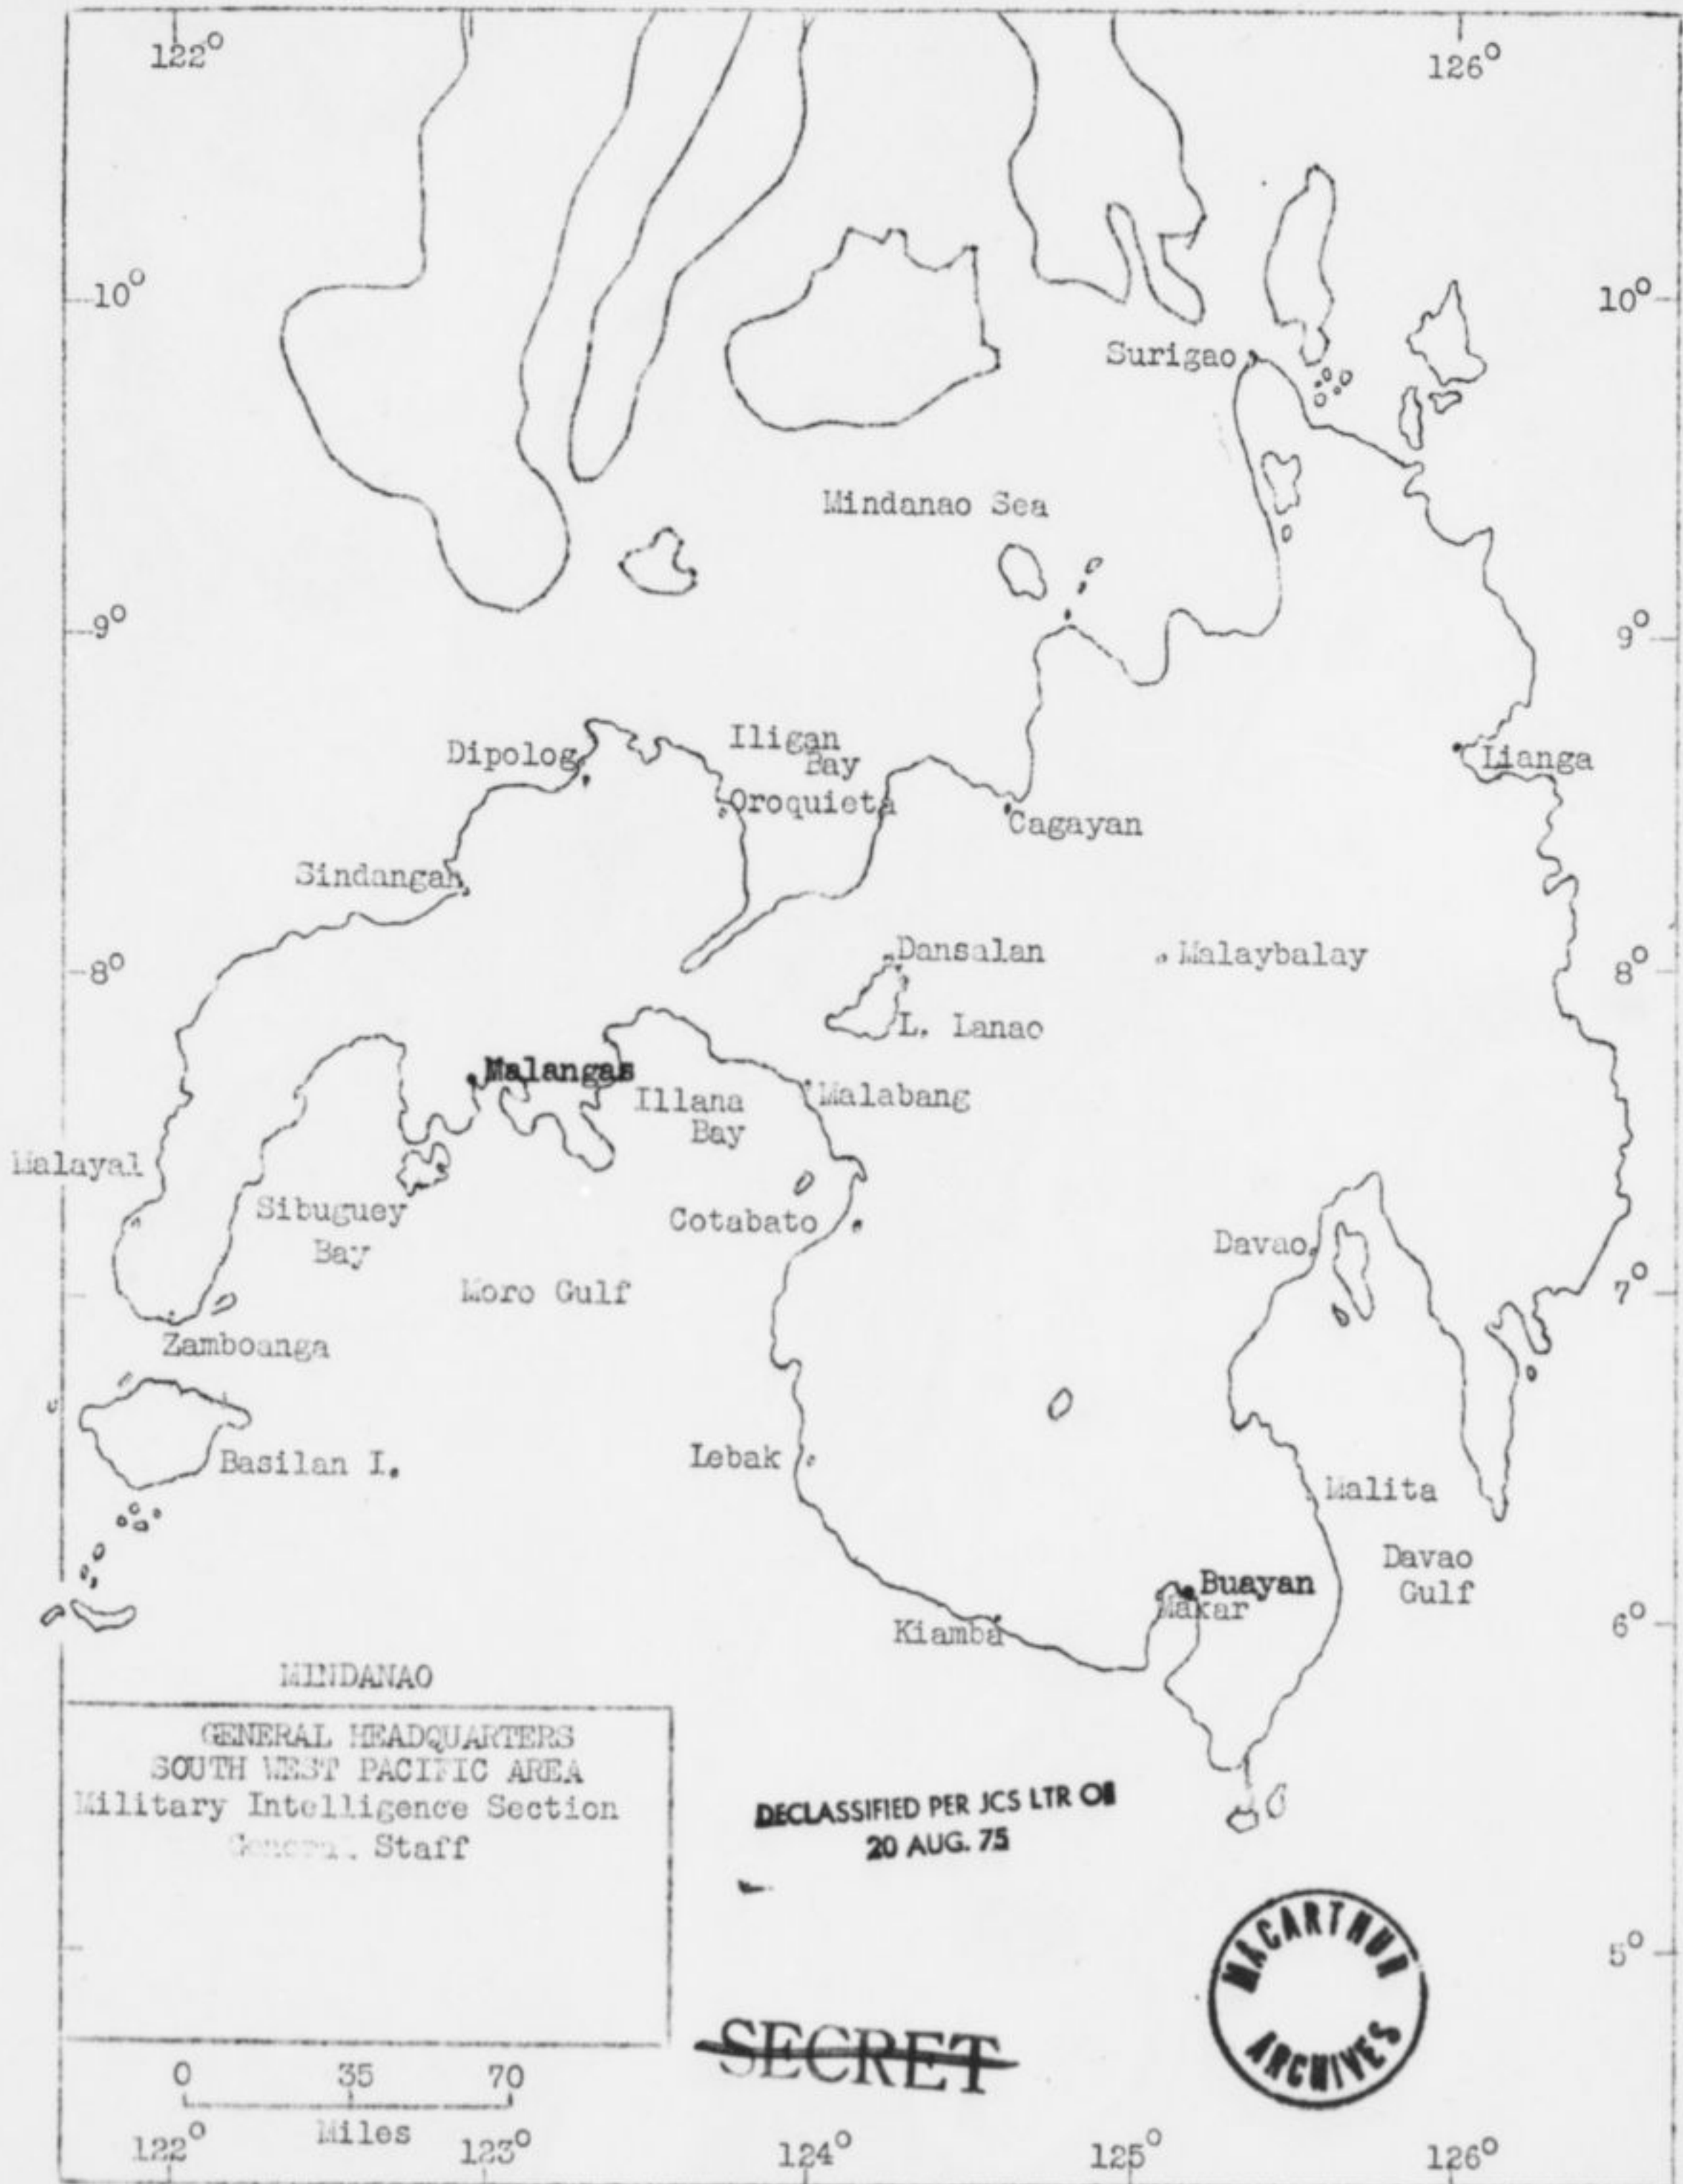 122° 126°
10° 10°
Surigao
Mindanao Sea
9° 9°
Iligan
Bay
Dipolog
Lianga
Oroquieta
Cagayan
Sindangan
Dansalan
Malaybalay
8° 8°
L. Lanao
Malangas
Illana
Bay
Malabang
Malayal
Sibuguey
Bay
Cotabato
Davao
Moro Gulf
7°
Zamboanga
Basilan I.
Lebak
Malita
Davao
Gulf
Buayan
Makar
Kiamba
6°
MINDANAO
GENERAL HEADQUARTERS
SOUTH WEST PACIFIC AREA
Military Intelligence Section
General Staff
DECLASSIFIED PER JCS LTR OF
20 AUG. 75
5°
MACARTHUR
ARCHIVES
SECRET
0 35 70
Miles
122° 123° 124° 125° 126°